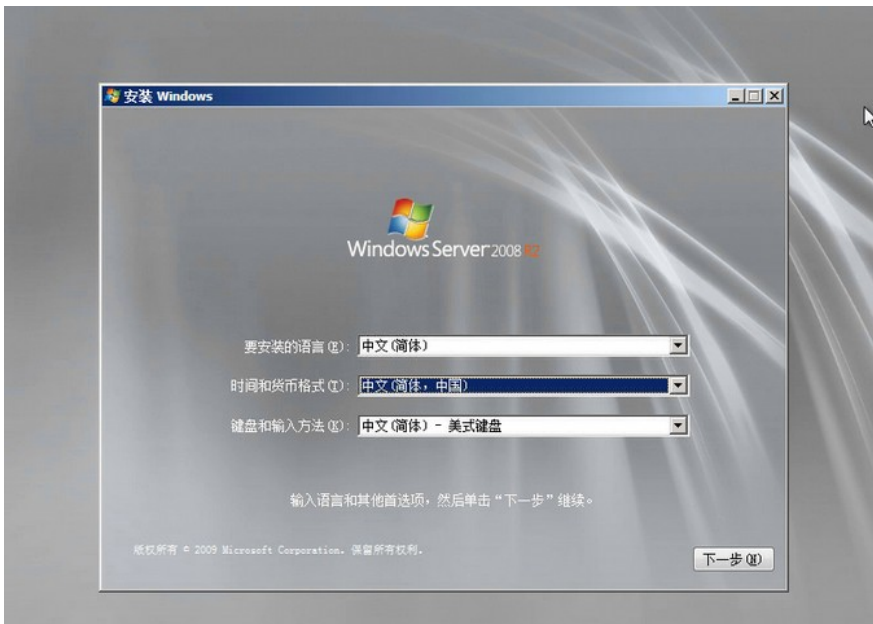 安装 Windows
Windows Server 2008 R2
要安装的语言(E): 中文(简体)
时间和货币格式(T): 中文(简体，中国)
键盘和输入方法(K): 中文(简体) - 美式键盘
输入语言和其他首选项，然后单击“下一步”继续。
版权所有 © 2009 Microsoft Corporation。保留所有权利。
下一步(N)